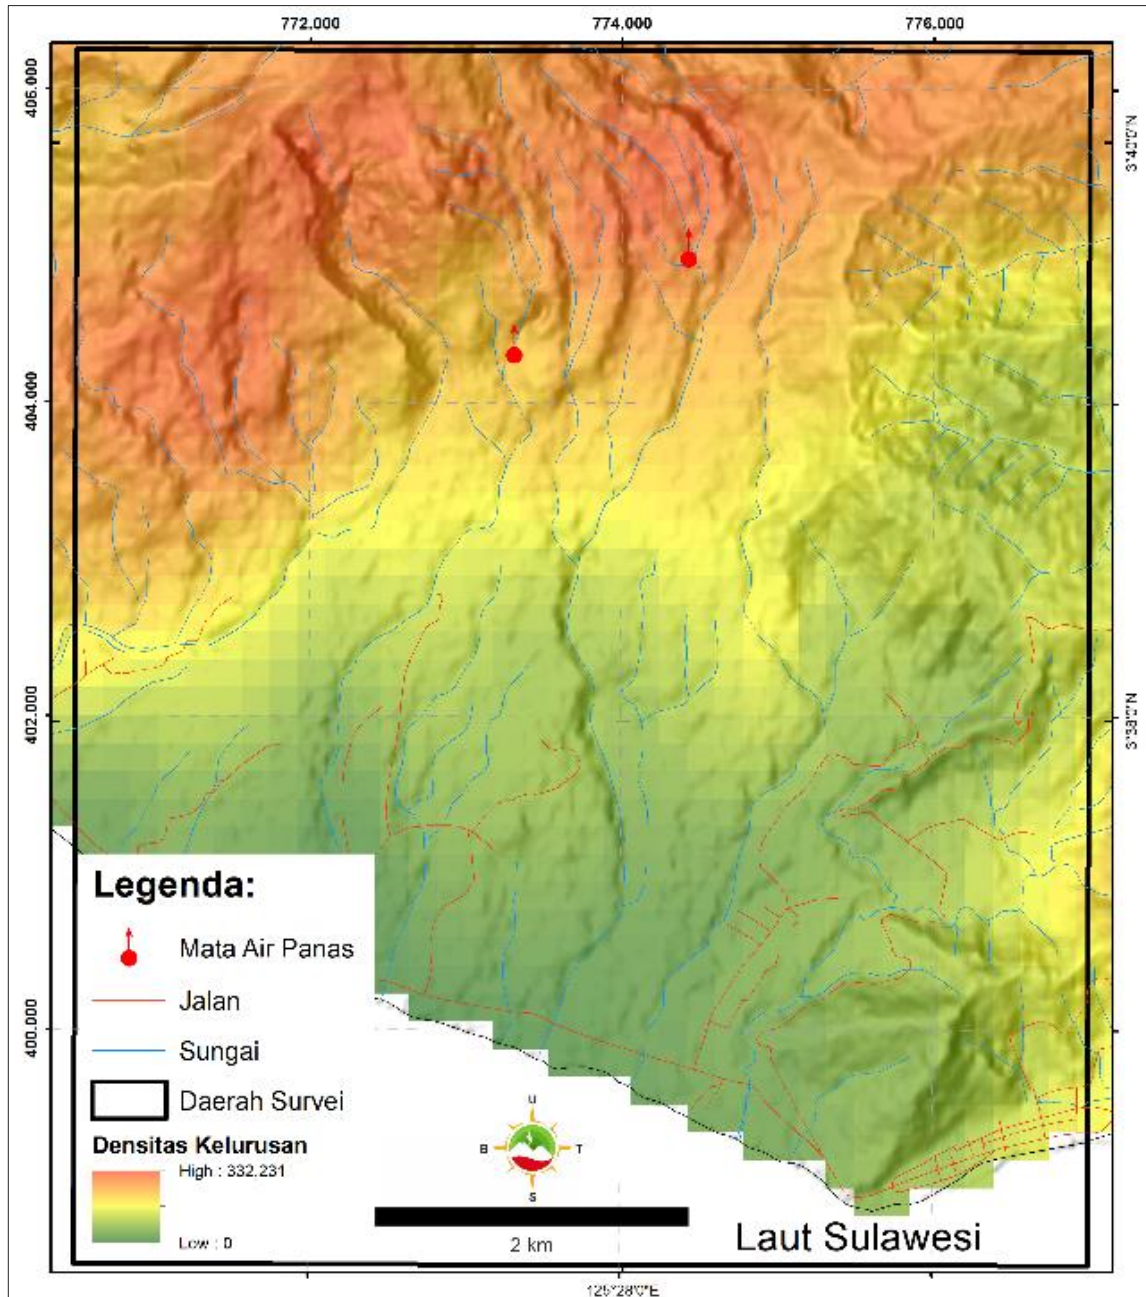 772.000 774.000 776.000
406.000
3°40'0"N
404.000
402.000
3°38'0"N
400.000
Legenda:
Mata Air Panas
Jalan
Sungai
Daerah Survei
Densitas Kelurusan
High : 332.231
Low : 0
U
B T
S
2 km
Laut Sulawesi
125°28'0"E